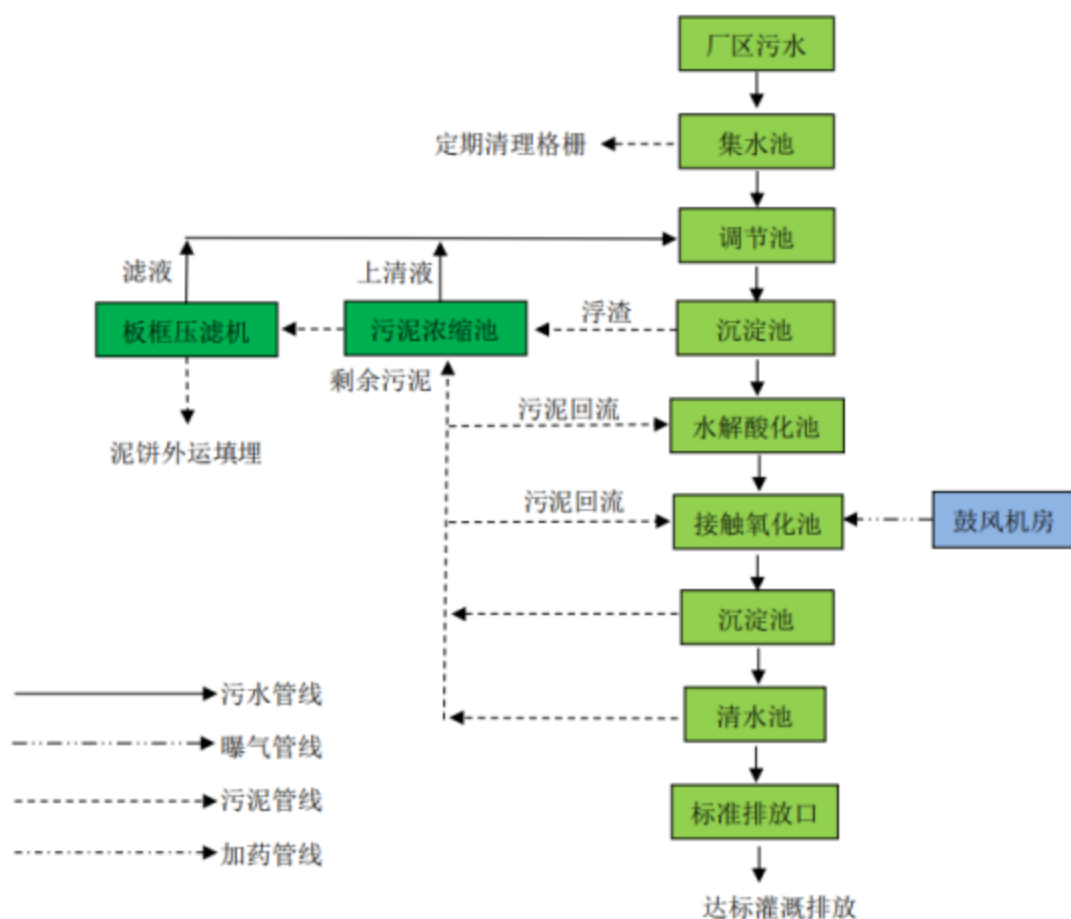 厂区污水
定期清理格栅
集水池
调节池
滤液
上清液
浮渣
板框压滤机
污泥浓缩池
沉淀池
剩余污泥
污泥回流
水解酸化池
泥饼外运填埋
污泥回流
接触氧化池
鼓风机房
沉淀池
污水管线
清水池
曝气管线
污泥管线
标准排放口
加药管线
达标灌溉排放